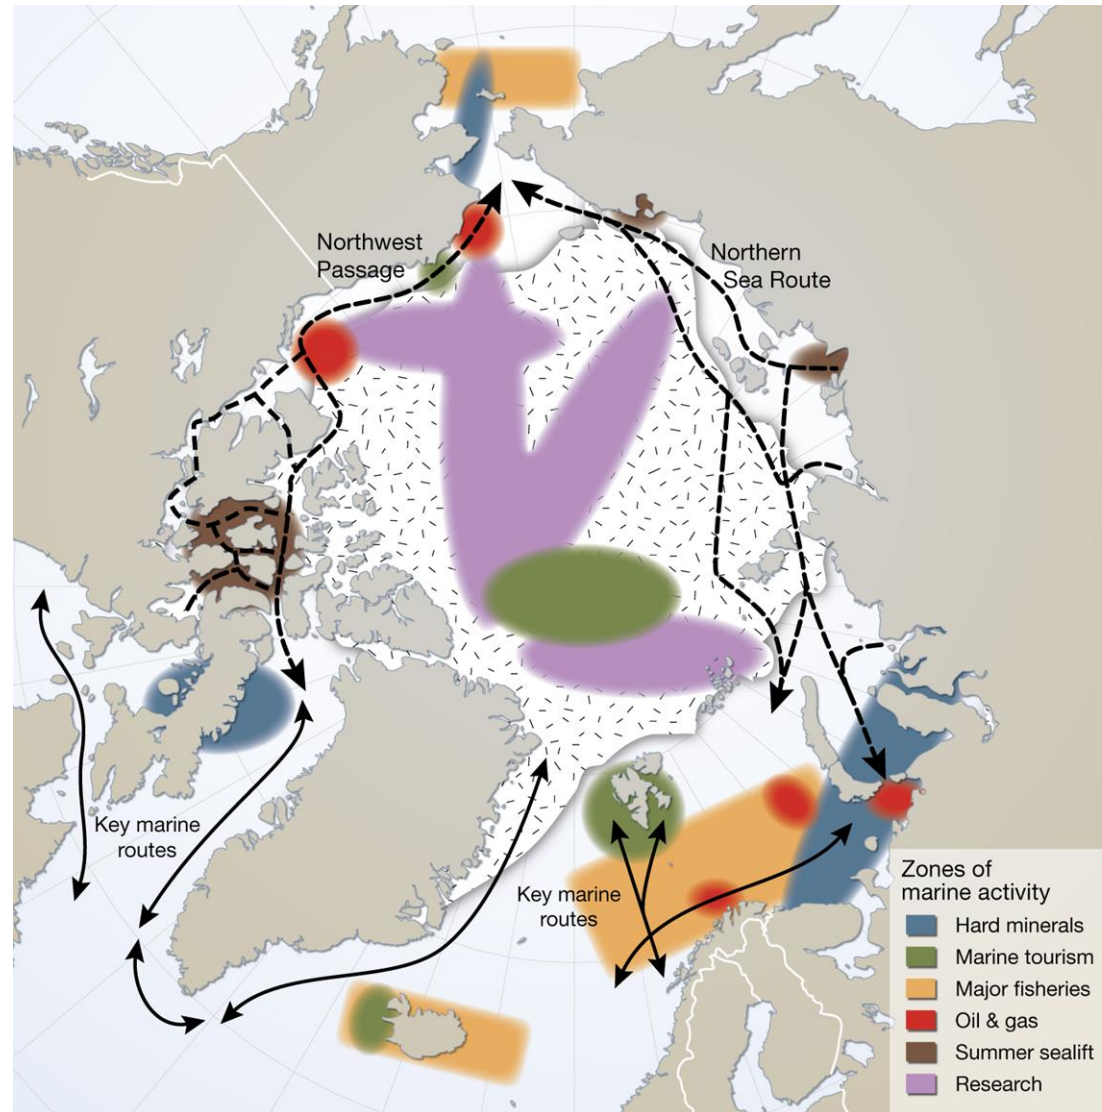 Northwest
Passage
Northern
Sea Route
Key marine
routes
Key marine
routes
Zones of
marine activity
Hard minerals
Marine tourism
Major fisheries
Oil & gas
Summer sealift
Research